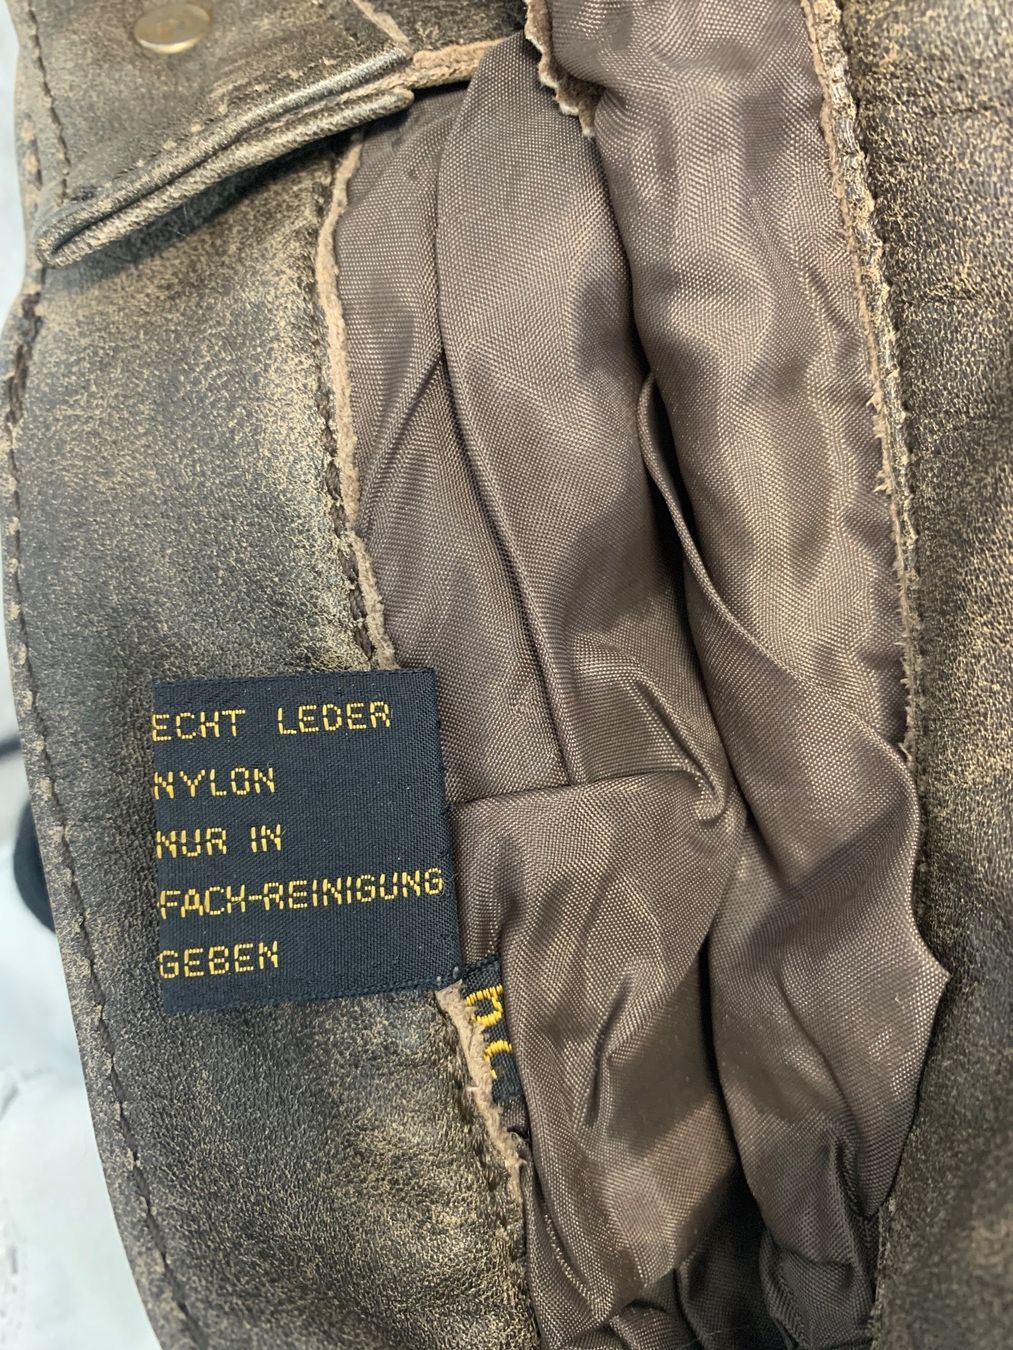 ECHT LEDER
NYLON
NUR IN
FACH-REINIGUNG
GEBEN